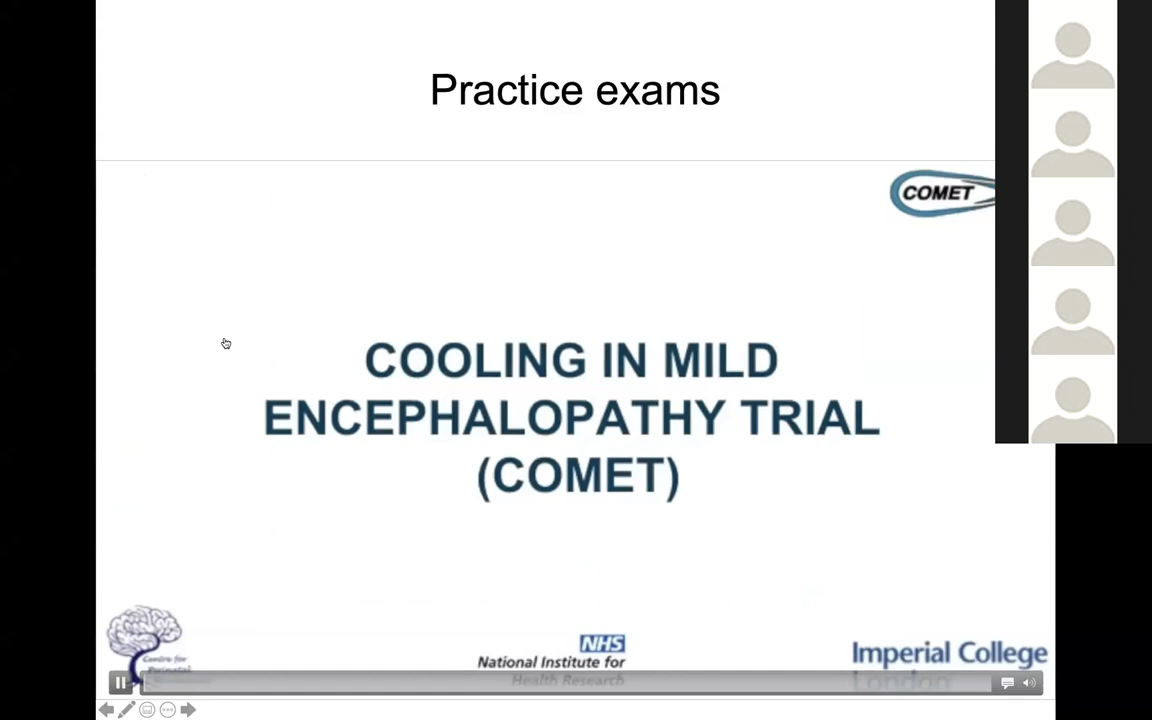 Practice exams
COMET
COOLING IN MILD
ENCEPHALOPATHY TRIAL
(COMET)
Centre for
NHS
National Institute for
Health Research
Imperial College
London